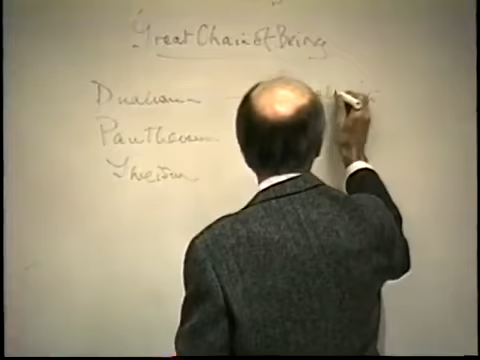 Great Chain of Being
Dualism
Pantheism
Theism